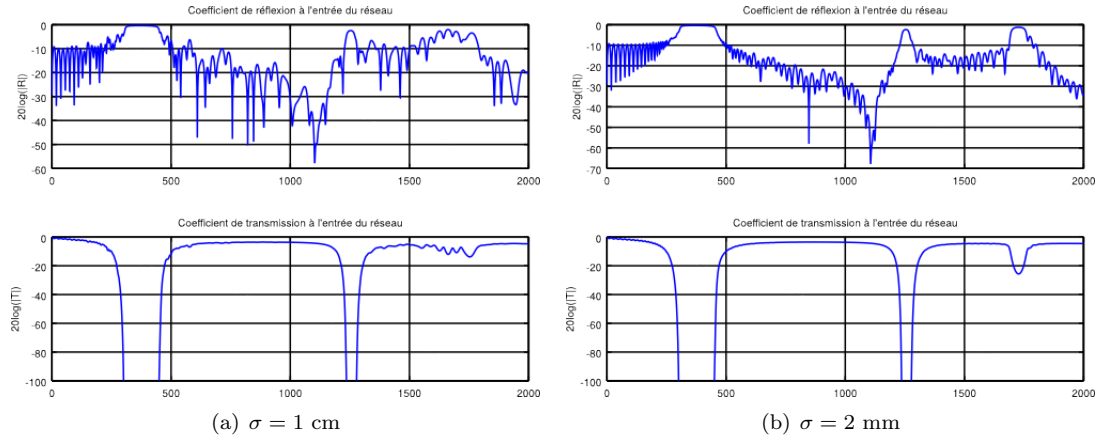 Coefficient de réflexion à l'entrée du réseau
20log(|R|)
0
-10
-20
-30
-40
-50
-60
0 500 1000 1500 2000
Coefficient de transmission à l'entrée du réseau
20log(|T|)
0
-20
-40
-60
-80
-100
0 500 1000 1500 2000
(a) σ = 1 cm
Coefficient de réflexion à l'entrée du réseau
20log(|R|)
0
-10
-20
-30
-40
-50
-60
-70
0 500 1000 1500 2000
Coefficient de transmission à l'entrée du réseau
20log(|T|)
0
-20
-40
-60
-80
-100
0 500 1000 1500 2000
(b) σ = 2 mm